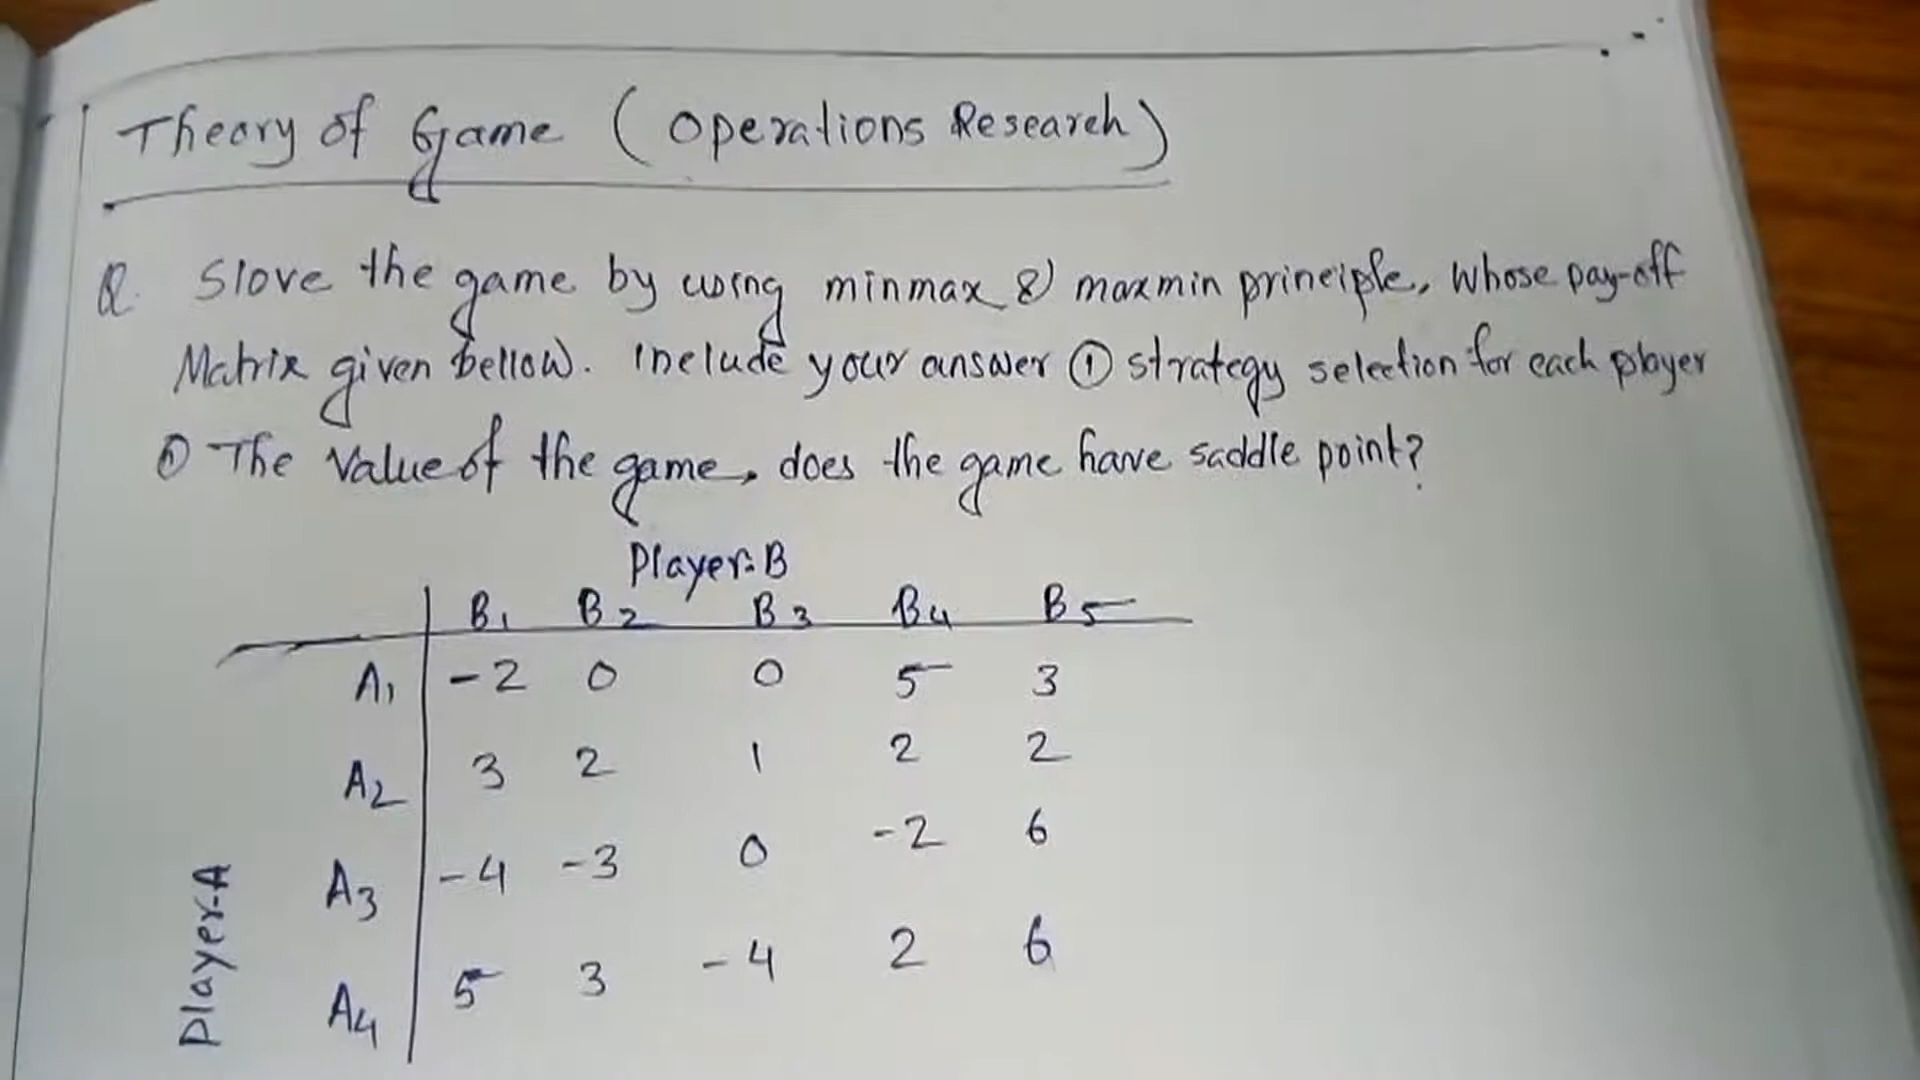 Theory of Game (Operations Research)
Q. Slove the game by using minmax & maxmin principle, whose pay-off
Matrix given bellow. Include your answer ① strategy selection for each player
① The Value of the game, does the game have saddle point?
Player: B
B1 B2 B3 B4 B5
A1 -2 0 0 5 3
A2 3 2 1 2 2
A3 -4 -3 0 -2 6
A4 5 3 -4 2 6
Player-A